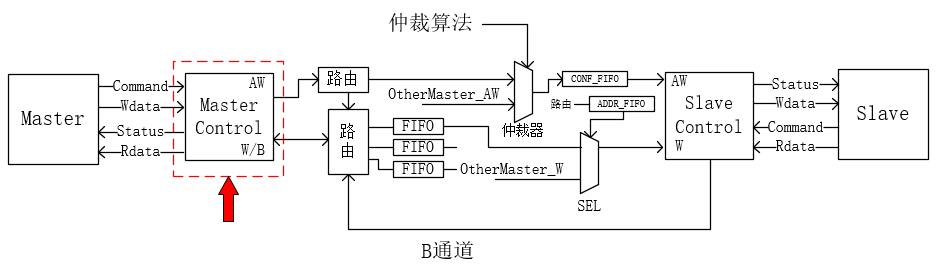 仲裁算法
Master
Command
Wdata
Status
Rdata
AW
Master
Control
W/B
路由
路
由
OtherMaster_AW
FIFO
FIFO
FIFO
仲裁器
CONF_FIFO
路由
ADDR_FIFO
OtherMaster_W
SEL
AW
Slave
Control
W
Status
Wdata
Command
Rdata
Slave
B通道